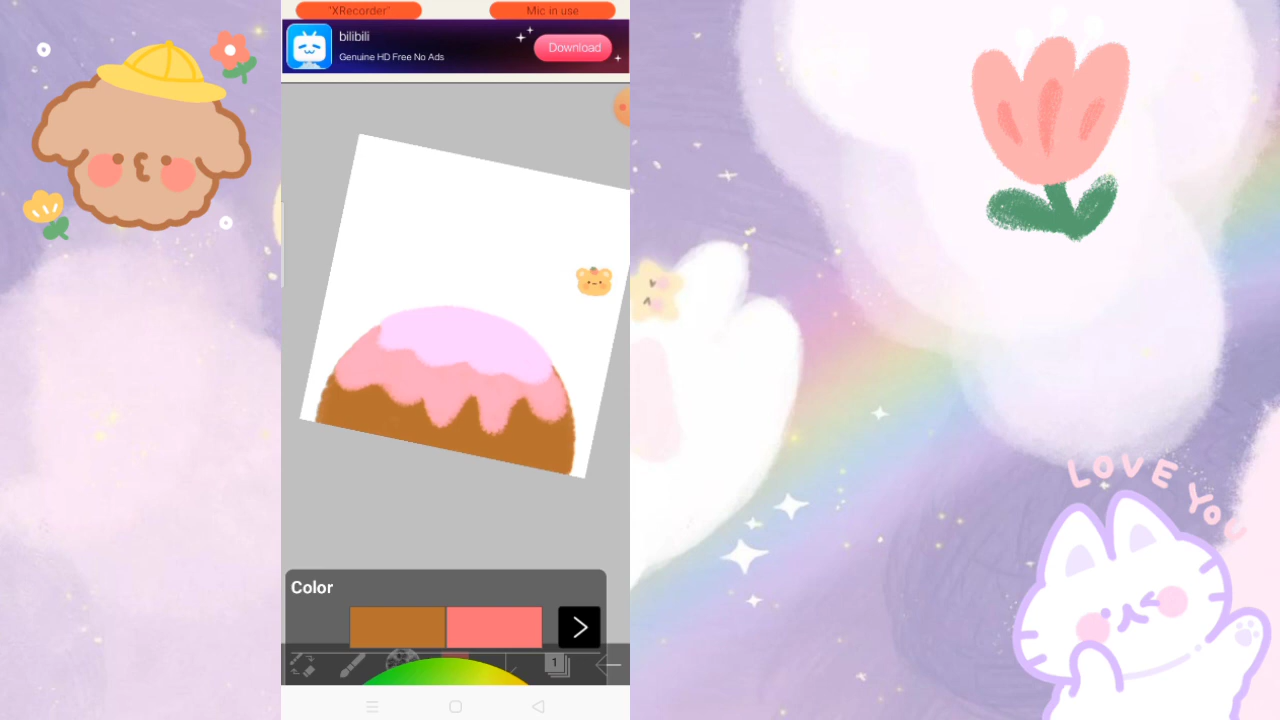 "XRecorder"
Mic in use
bilibili
Genuine HD Free No Ads
Download
Color
1
LOVE YOU